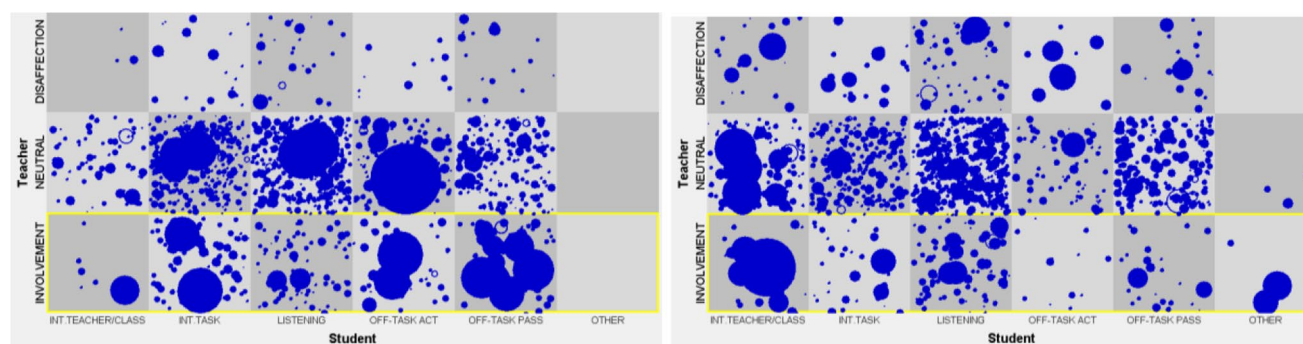 DISAFFECTION
Teacher
NEUTRAL
INVOLVEMENT
INT.TEACHER/CLASS INT.TASK LISTENING OFF-TASK ACT OFF-TASK PASS OTHER
Student
DISAFFECTION
Teacher
NEUTRAL
INVOLVEMENT
INT.TEACHER/CLASS INT.TASK LISTENING OFF-TASK ACT OFF-TASK PASS OTHER
Student